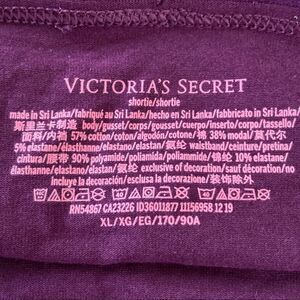 VICTORIA'S SECRET
shortie/shortie
made in Sri Lanka/fabriqué au Sri Lanka/hecho en Sri Lanka/fabbricato in Sri Lanka/
斯里兰卡制造 body/gusset/corps/gousset/cuerpo/inserto/corpo/tassello/
面料/内裆 57% cotton/coton/algodón/cotone/棉 38% modal/莫代尔
5% elastane/élasthanne/elastano/elastan/氨纶 waistband/ceinture/pretina/
cintura/腰带 90% polyamide/poliamida/poliammide/锦纶 10% elastane/
élasthanne/elastano/elastan/氨纶 exclusive of decoration/sauf décoration/no
incluye la decoración/esclusa la decorazione/装饰除外
RN54867 CA23226 ID36011877 11156958 12 19
XL/XG/EG/170/90A